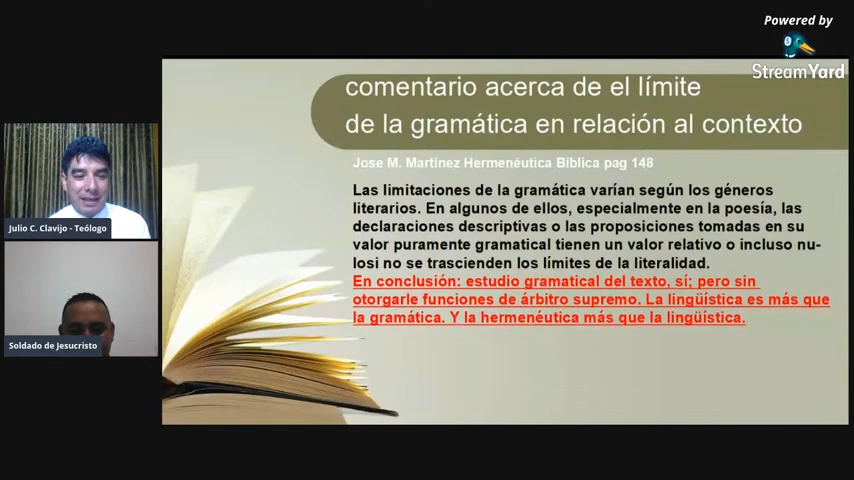 Powered by
StreamYard
comentario acerca de el límite
de la gramática en relación al contexto
Jose M. Martinez Hermenéutica Bíblica pag 148
Las limitaciones de la gramática varían según los géneros
literarios. En algunos de ellos, especialmente en la poesía, las
declaraciones descriptivas o las proposiciones tomadas en su
valor puramente gramatical tienen un valor relativo o incluso nu-
losi no se trascienden los límites de la literalidad.
En conclusión: estudio gramatical del texto, sí; pero sin
otorgarle funciones de árbitro supremo. La lingüística es más que
la gramática. Y la hermenéutica más que la lingüística.
Julio C. Clavijo - Teólogo
Soldado de Jesucristo